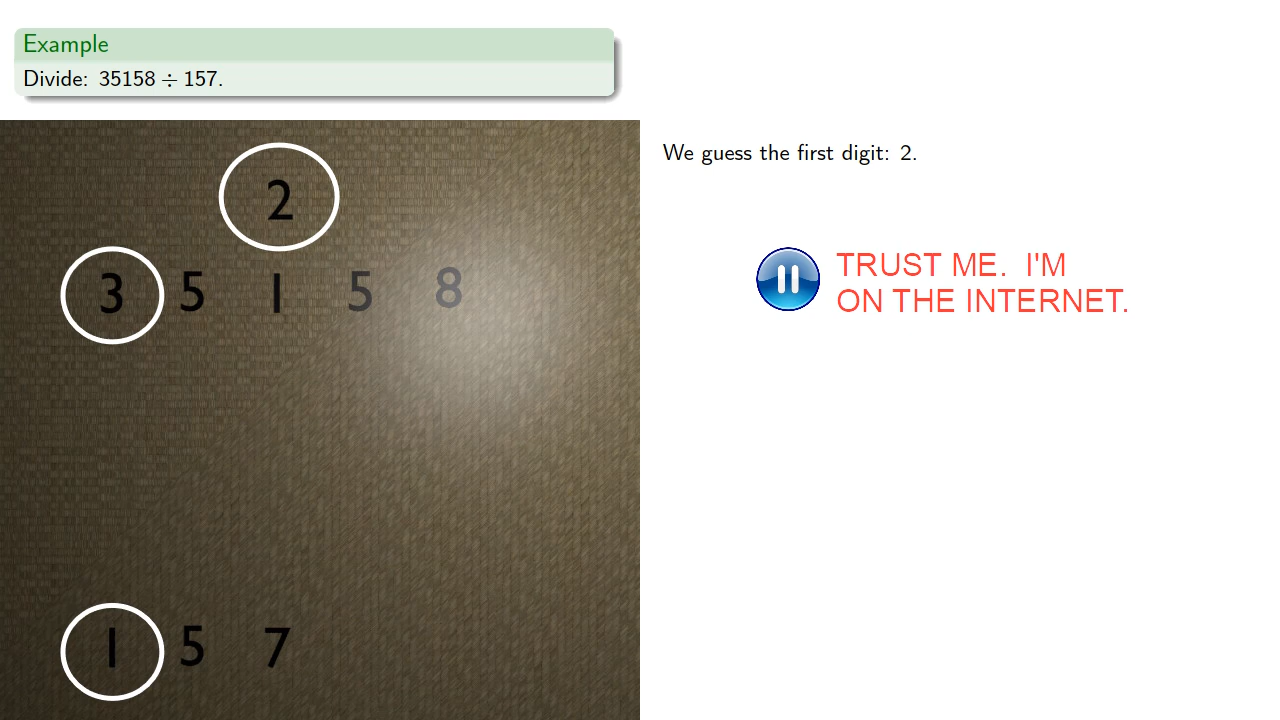 Example
Divide: 35158 ÷ 157.
We guess the first digit: 2.
2
3 5 1 5 8
TRUST ME. I'M
ON THE INTERNET.
1 5 7